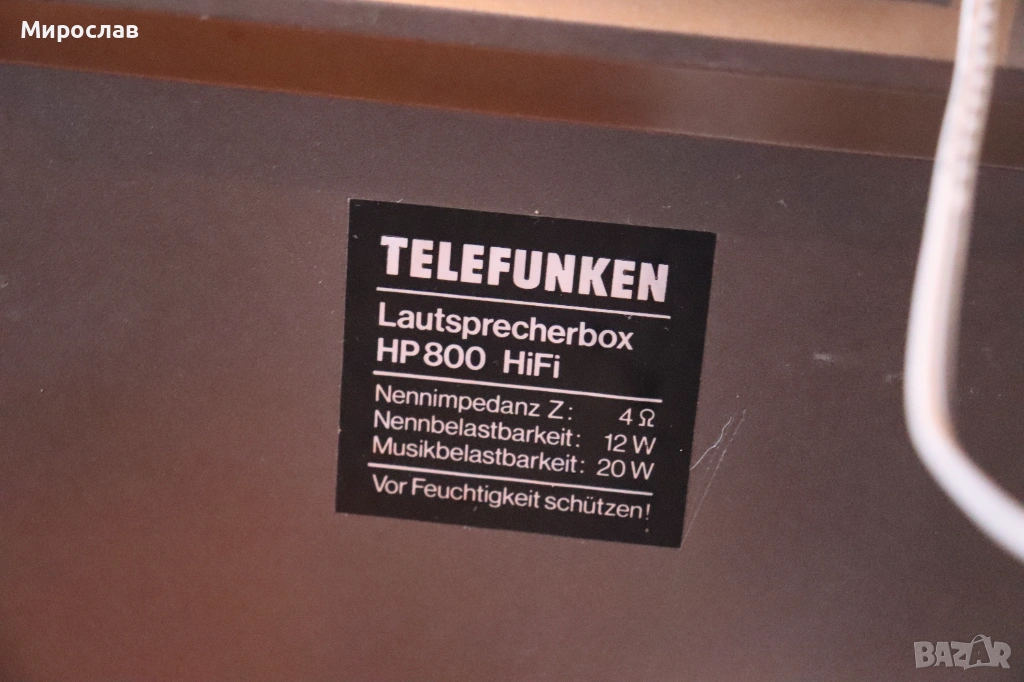 Мирослав
TELEFUNKEN
Lautsprecherbox
HP 800 HiFi
Nennimpedanz Z: 4 Ω
Nennbelastbarkeit: 12 W
Musikbelastbarkeit: 20 W
Vor Feuchtigkeit schützen!
BAZAR